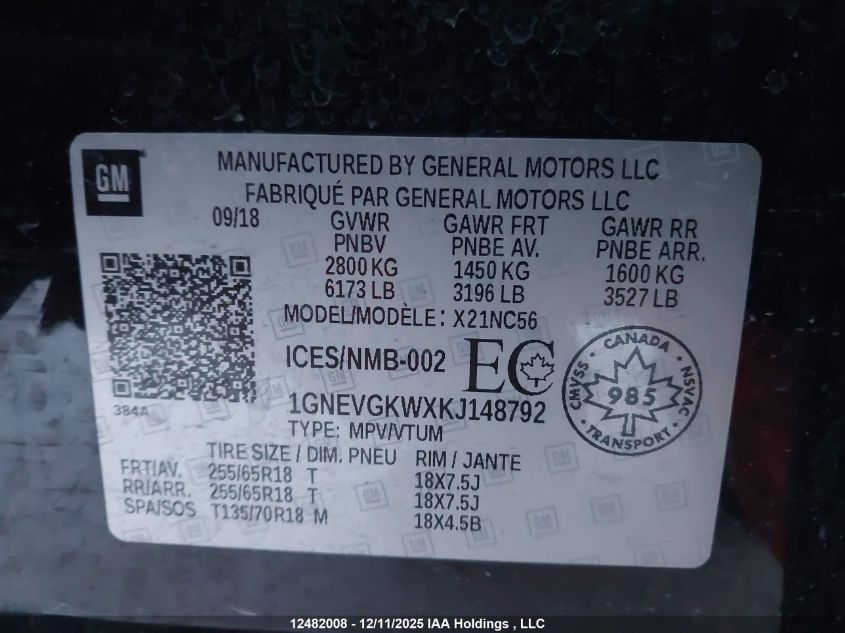 GM
MANUFACTURED BY GENERAL MOTORS LLC
FABRIQUÉ PAR GENERAL MOTORS LLC
09/18 GVWR GAWR FRT GAWR RR
PNBV PNBE AV. PNBE ARR.
2800 KG 1450 KG 1600 KG
6173 LB 3196 LB 3527 LB
MODEL/MODÈLE: X21NC56
ICES/NMB-002 EC
384A
1GNEVGKWXKJ148792
TYPE: MPV/VTUM
CANADA
CMVSS 985 NSVAC
TRANSPORT
TIRE SIZE / DIM. PNEU RIM / JANTE
FRT/AV. 255/65R18 T 18X7.5J
RR/ARR. 255/65R18 T 18X7.5J
SPA/SOS T135/70R18 M 18X4.5B
12482008 - 12/11/2025 IAA Holdings , LLC